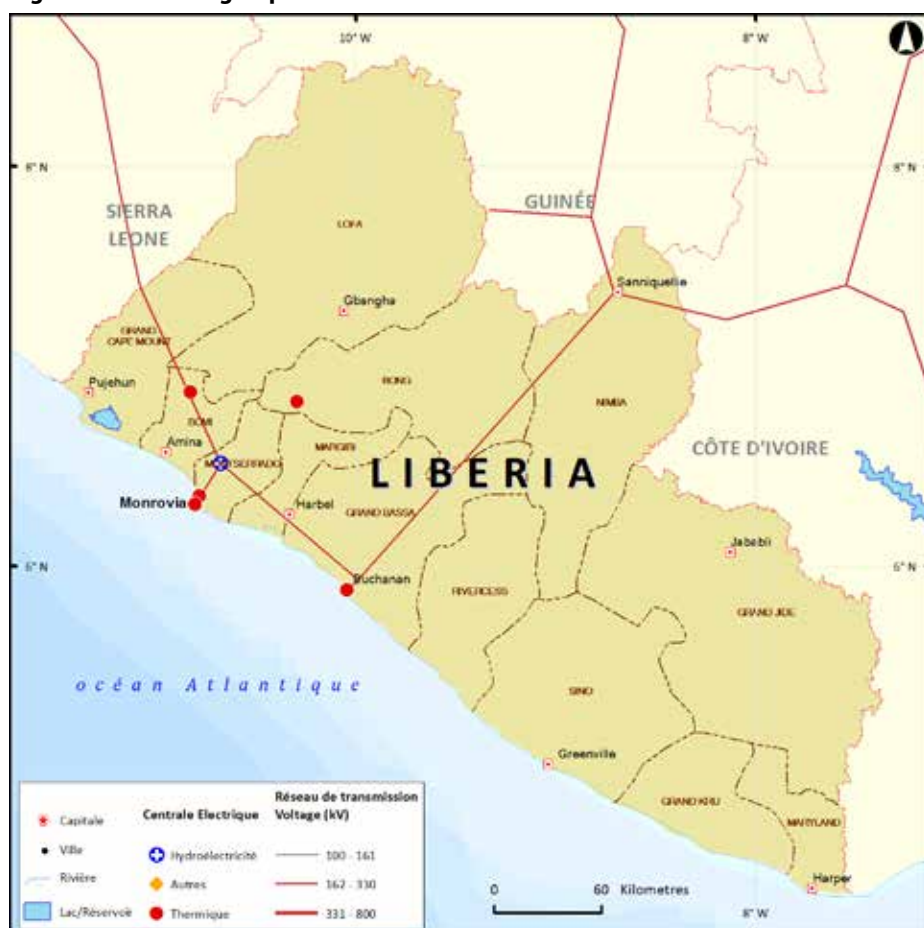 10° W
8° W
8° N
8° N
SIERRA
LEONE
GUINÉE
LOFA
Sanniquellie
Gbangha
GRAND
CAPE MOUNT
Pujehun
BONG
NIMBA
BOMI
CÔTE D'IVOIRE
Amina
MONTSERRADO
MARGIBI
LIBERIA
Monrovia
Harbel
GRAND BASSA
Jabebli
6° N
6° N
Buchanan
RIVERCESS
GRAND JIDE
océan Atlantique
SINO
Greenville
GRAND KRU
MARYLAND
Harper
8° W
Capitale
Ville
Rivière
Lac/Réservoir
Centrale Electrique
Hydroélectricité
Autres
Thermique
Réseau de transmission
Voltage (kV)
100 - 161
162 - 330
331 - 800
0 60 Kilometres